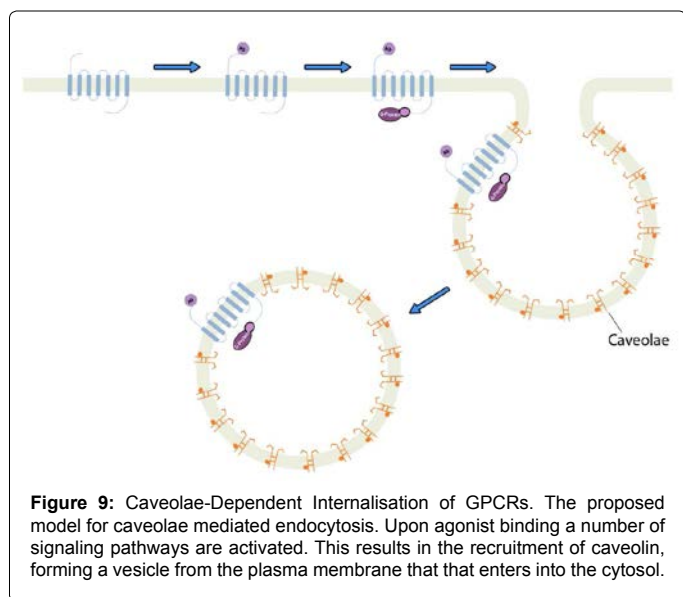 Caveolae
Figure 9: Caveolae-Dependent Internalisation of GPCRs. The proposed
model for caveolae mediated endocytosis. Upon agonist binding a number of
signaling pathways are activated. This results in the recruitment of caveolin,
forming a vesicle from the plasma membrane that that enters into the cytosol.